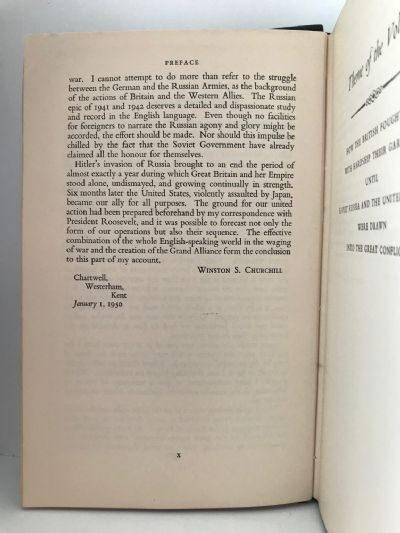 PREFACE
war. I cannot attempt to do more than refer to the struggle
between the German and the Russian Armies, as the background
of the actions of Britain and the Western Allies. The Russian
epic of 1941 and 1942 deserves a detailed and dispassionate study
and record in the English language. Even though no facilities
for foreigners to narrate the Russian agony and glory might be
accorded, the effort should be made. Nor should this impulse be
chilled by the fact that the Soviet Government have already
claimed all the honour for themselves.
Hitler's invasion of Russia brought to an end the period of
almost exactly a year during which Great Britain and her Empire
stood alone, undismayed, and growing continually in strength.
Six months later the United States, violently assaulted by Japan,
became our ally for all purposes. The ground for our united
action had been prepared beforehand by my correspondence with
President Roosevelt, and it was possible to forecast not only the
form of our operations but also their sequence. The effective
combination of the whole English-speaking world in the waging
of war and the creation of the Grand Alliance form the conclusion
to this part of my account.
WINSTON S. CHURCHILL
Chartwell,
Westerham,
Kent
January 1, 1950
x
Theme of the Vol
HOW THE BRITISH FOUGHT
WITH HARDSHIP THEIR GAR
UNTIL
SOVIET RUSSIA AND THE UNITED
WERE DRAWN
INTO THE GREAT CONFLIC